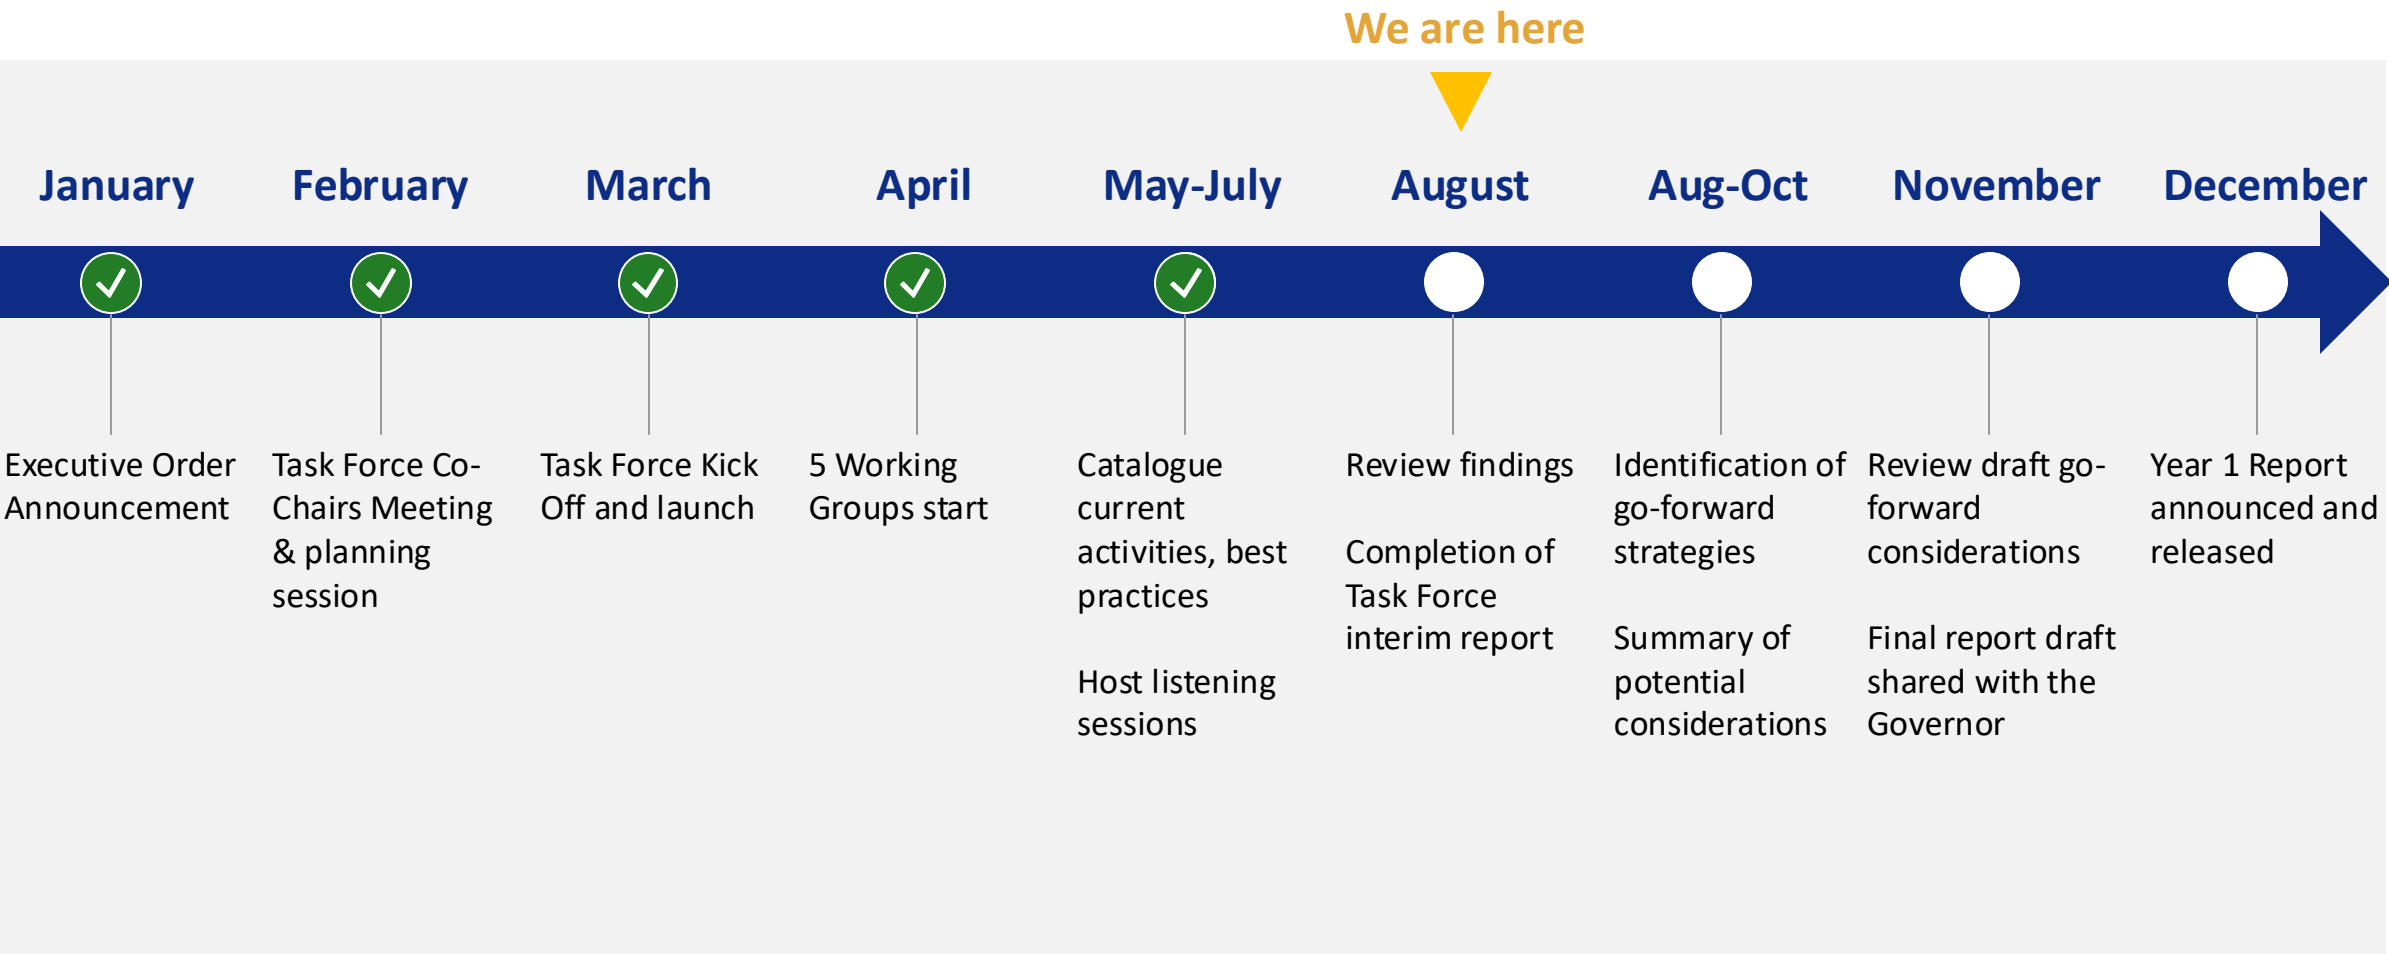 We are here
January
February
March
April
May-July
August
Aug-Oct
November
December
Executive Order
Announcement
Task Force Co-
Chairs Meeting
& planning
session
Task Force Kick
Off and launch
5 Working
Groups start
Catalogue
current
activities, best
practices
Host listening
sessions
Review findings
Completion of
Task Force
interim report
Identification of
go-forward
strategies
Summary of
potential
considerations
Review draft go-
forward
considerations
Final report draft
shared with the
Governor
Year 1 Report
announced and
released